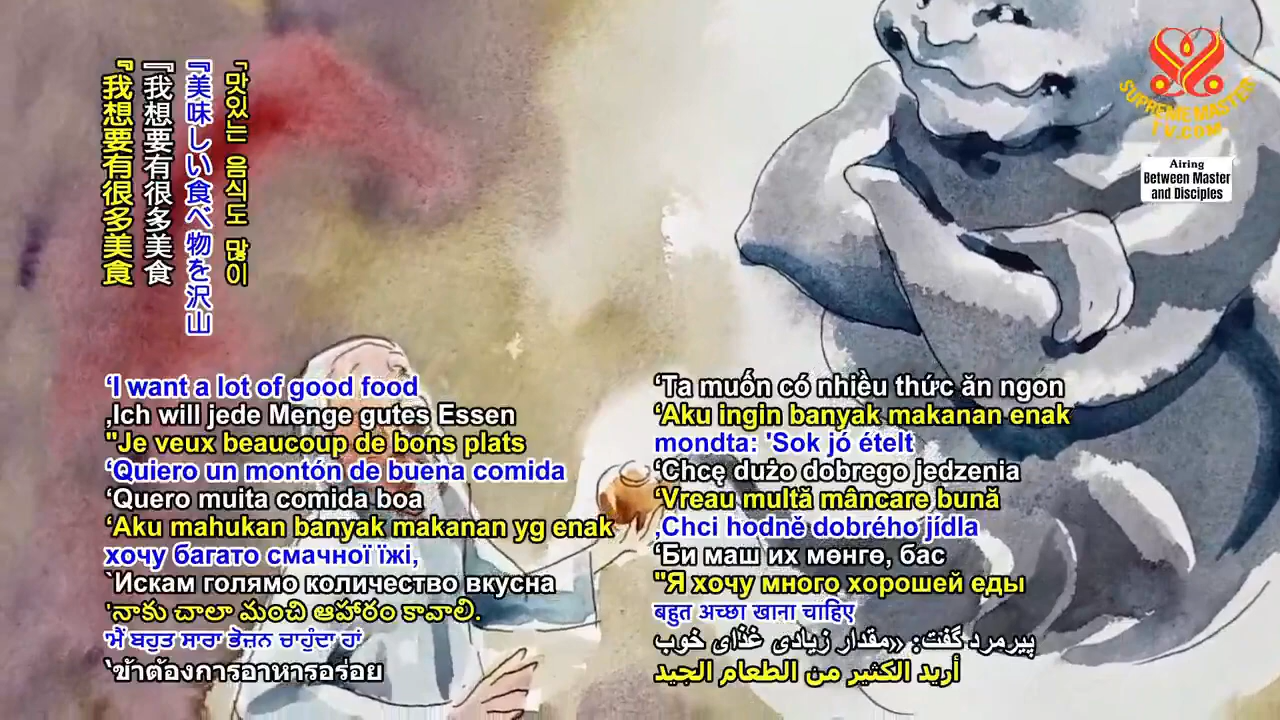 「맛있는 음식도 많이
『美味しい食べ物を沢山
『我想要有很多美食
『我想要有很多美食
SUPREME MASTER
TV.COM
Airing
Between Master
and Disciples
‘I want a lot of good food
‚Ich will jede Menge gutes Essen
"Je veux beaucoup de bons plats
‘Quiero un montón de buena comida
‘Quero muita comida boa
‘Aku mahukan banyak makanan yg enak
хочу багато смачної їжі,
`Искам голямо количество вкусна
'నాకు చాలా మంచి ఆహారం కావాలి.
'ਮੈਂ ਬਹੁਤ ਸਾਰਾ ਭੋਜ਼ਨ ਚਾਹੁੰਦਾ ਹਾਂ
‘ข้าต้องการอาหารอร่อย
‘Ta muốn có nhiều thức ăn ngon
‘Aku ingin banyak makanan enak
mondta: 'Sok jó ételt
‘Chcę dużo dobrego jedzenia
‘Vreau multă mâncare bună
‚Chci hodně dobrého jídla
‘Би маш их мөнгө, бас
"Я хочу много хорошей еды
बहुत अच्छा खाना चाहिए
پیرمرد گفت: «مقدار زیادی غذای خوب
أريد الكثير من الطعام الجيد